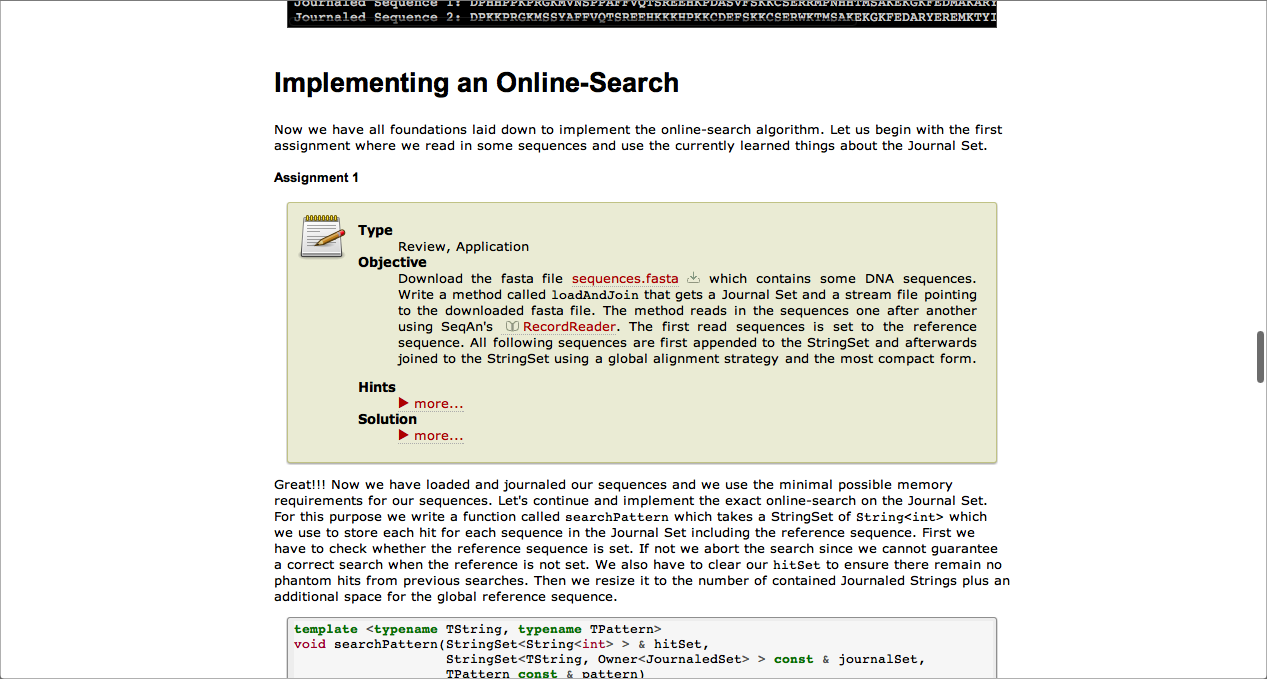 Journaled Sequence 1: DPHHPPKPRGKMVNSPPAFFVQTSREEHKPDASVFSKKCSERRMPNHHTMSAKEKGKFEDMAKARY
Journaled Sequence 2: DPKKPRGKMSSYAFFVQTSREEHKKKHPKKCDEFSKKCSERWKTMSAKEKGKFEDARYEREMKTYI
Implementing an Online-Search
Now we have all foundations laid down to implement the online-search algorithm. Let us begin with the first
assignment where we read in some sequences and use the currently learned things about the Journal Set.
Assignment 1
Type
Review, Application
Objective
Download the fasta file sequences.fasta which contains some DNA sequences.
Write a method called loadAndJoin that gets a Journal Set and a stream file pointing
to the downloaded fasta file. The method reads in the sequences one after another
using SeqAn's RecordReader. The first read sequences is set to the reference
sequence. All following sequences are first appended to the StringSet and afterwards
joined to the StringSet using a global alignment strategy and the most compact form.
Hints
more...
Solution
more...
Great!!! Now we have loaded and journaled our sequences and we use the minimal possible memory
requirements for our sequences. Let's continue and implement the exact online-search on the Journal Set.
For this purpose we write a function called searchPattern which takes a StringSet of String<int> which
we use to store each hit for each sequence in the Journal Set including the reference sequence. First we
have to check whether the reference sequence is set. If not we abort the search since we cannot guarantee
a correct search when the reference is not set. We also have to clear our hitSet to ensure there remain no
phantom hits from previous searches. Then we resize it to the number of contained Journaled Strings plus an
additional space for the global reference sequence.
template <typename TString, typename TPattern>
void searchPattern(StringSet<String<int> > & hitSet,
StringSet<TString, Owner<JournaledSet> > const & journalSet,
TPattern const & pattern)